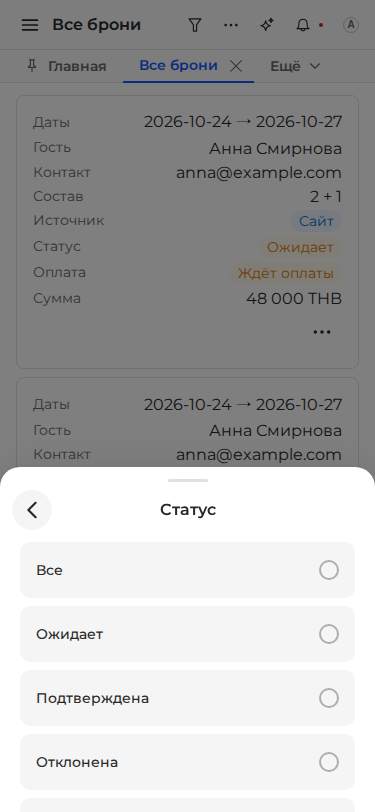 Все брони
A
Главная
Все брони
Ещё
Даты 2026-10-24 → 2026-10-27
Гость Анна Смирнова
Контакт anna@example.com
Состав 2 + 1
Источник Сайт
Статус Ожидает
Оплата Ждёт оплаты
Сумма 48 000 THB
Даты 2026-10-24 → 2026-10-27
Гость Анна Смирнова
Контакт anna@example.com
Статус
Все
Ожидает
Подтверждена
Отклонена